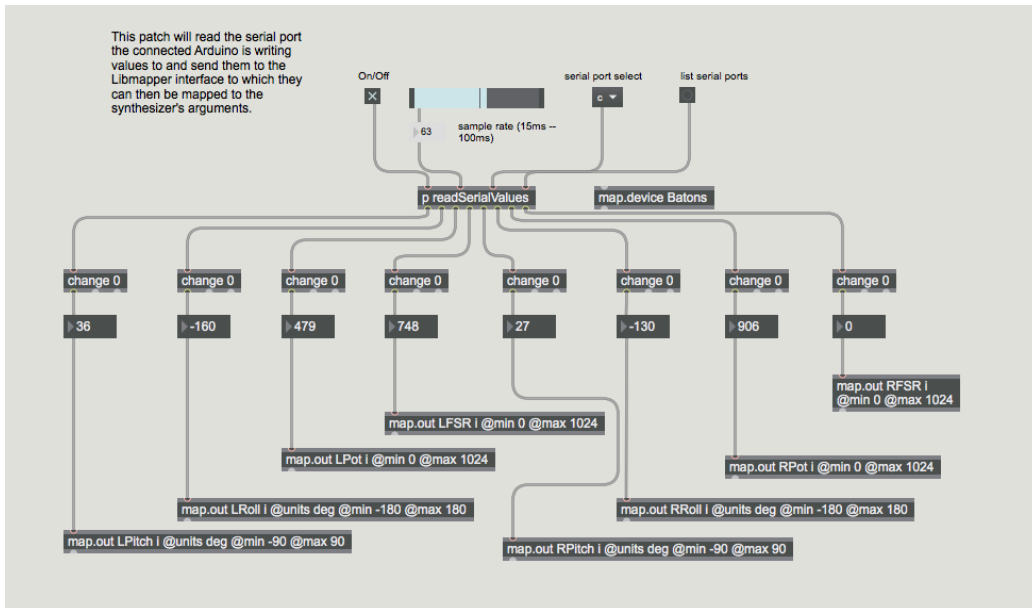 This patch will read the serial port
the connected Arduino is writing
values to and send them to the
Libmapper interface to which they
can then be mapped to the
synthesizer's arguments.
On/Off
serial port select
list serial ports
c
63
sample rate (15ms --
100ms)
p readSerialValues
map.device Batons
change 0
change 0
change 0
change 0
change 0
change 0
change 0
change 0
36
-160
479
748
27
-130
906
0
map.out RFSR i
@min 0 @max 1024
map.out LFSR i @min 0 @max 1024
map.out LPot i @min 0 @max 1024
map.out RPot i @min 0 @max 1024
map.out LRoll i @units deg @min -180 @max 180
map.out RRoll i @units deg @min -180 @max 180
map.out LPitch i @units deg @min -90 @max 90
map.out RPitch i @units deg @min -90 @max 90